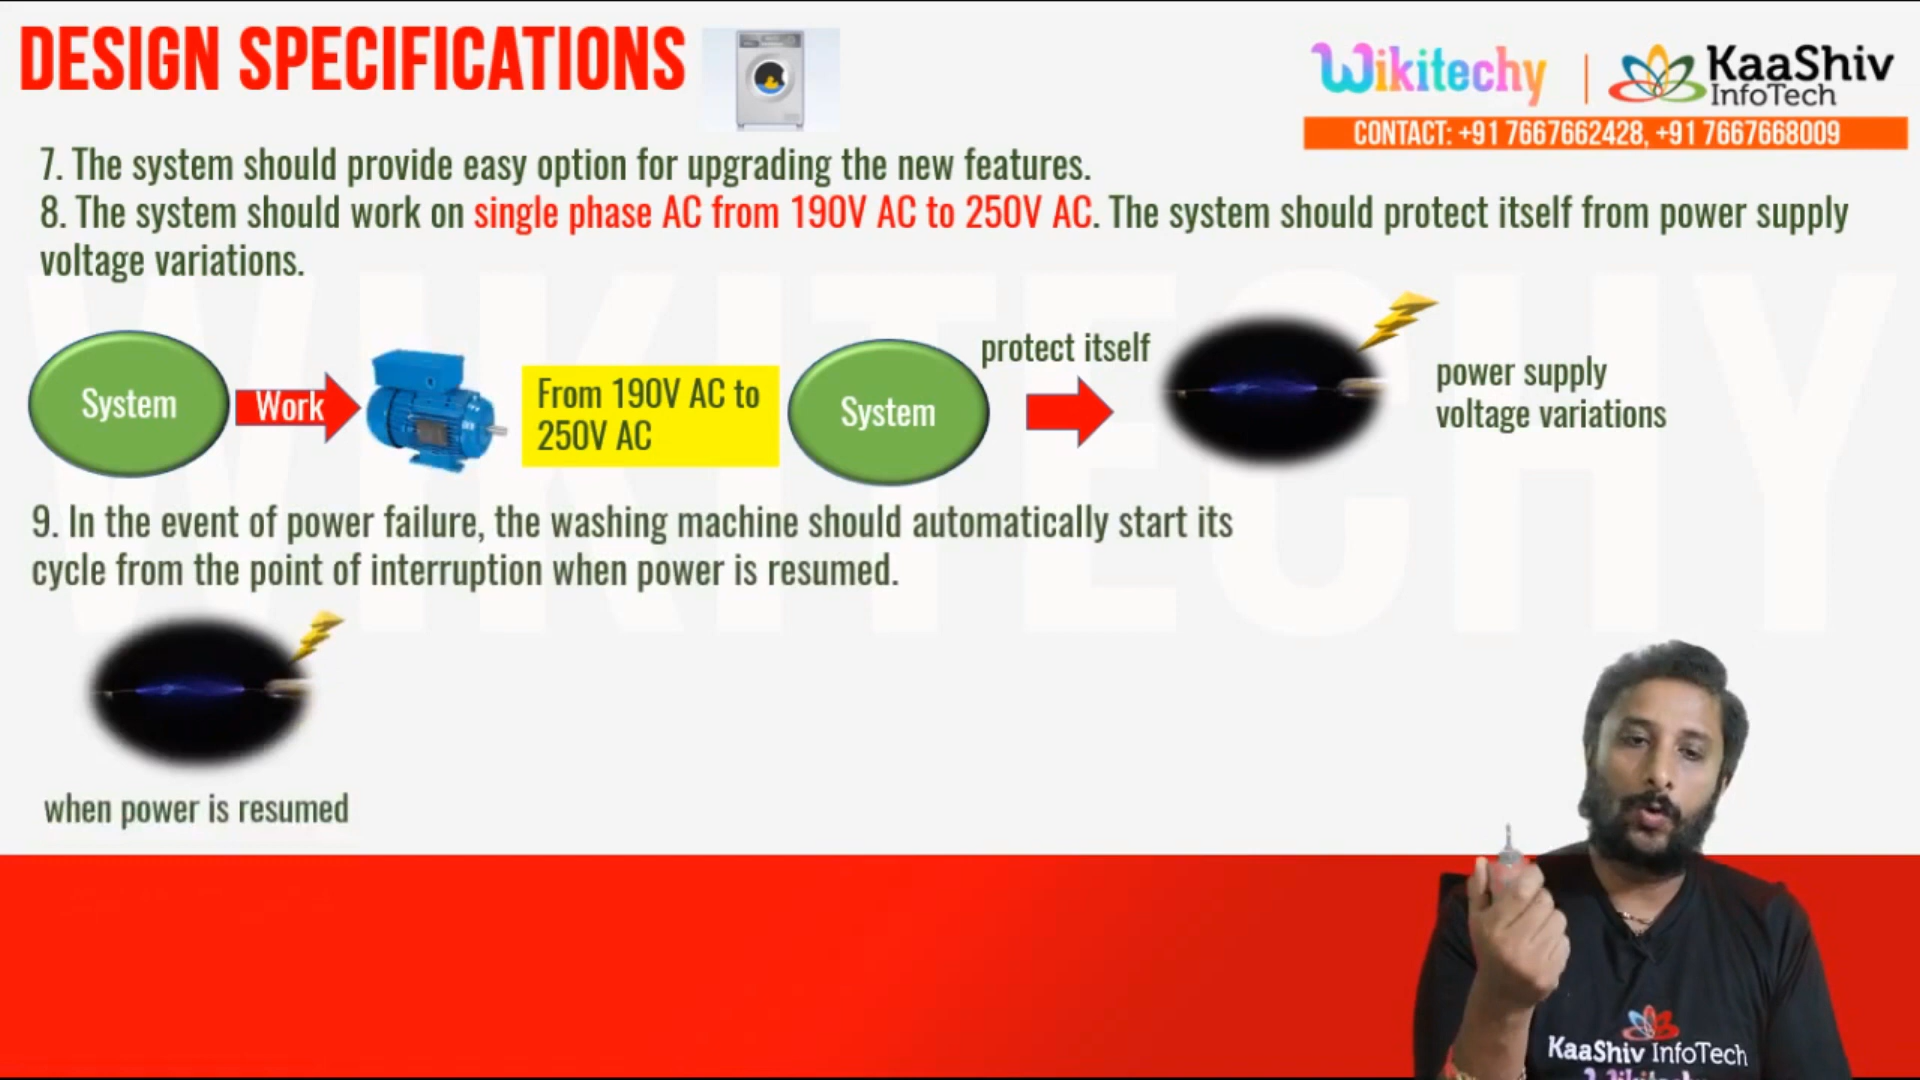 DESIGN SPECIFICATIONS
Wikitechy
KaaShiv
InfoTech
CONTACT: +91 7667662428, +91 7667668009
7. The system should provide easy option for upgrading the new features.
8. The system should work on single phase AC from 190V AC to 250V AC. The system should protect itself from power supply
voltage variations.
System
Work
From 190V AC to
250V AC
System
protect itself
power supply
voltage variations
9. In the event of power failure, the washing machine should automatically start its
cycle from the point of interruption when power is resumed.
when power is resumed
WIKITECHY
KaaShiv InfoTech
Wikitechy